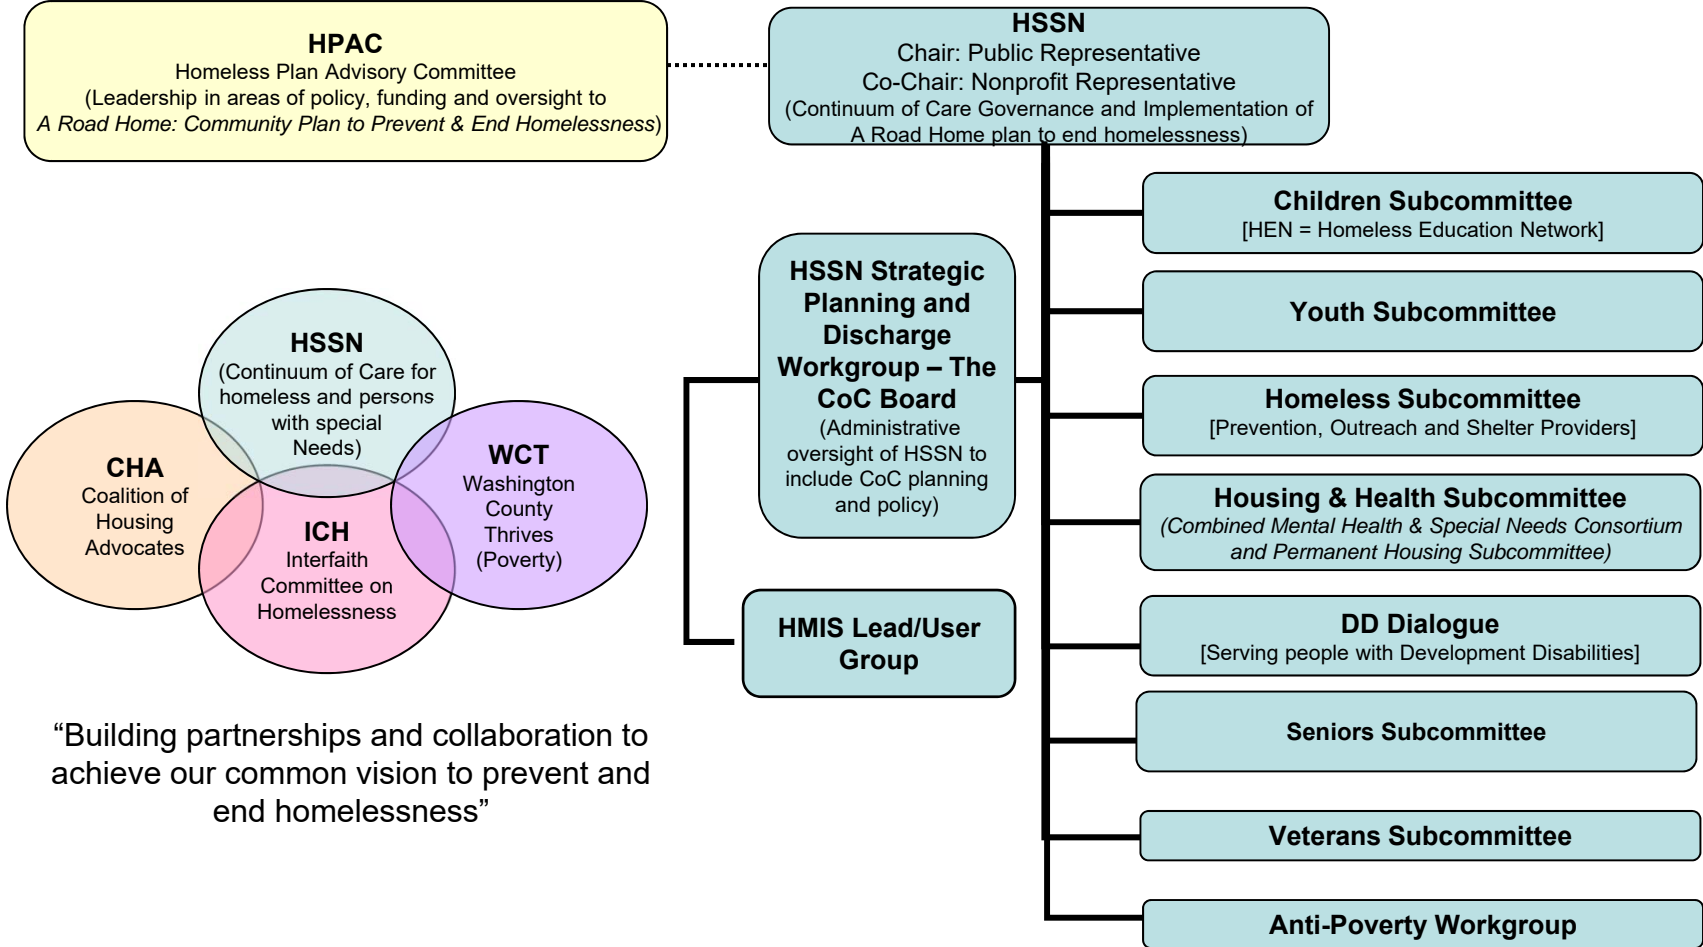 HPAC
Homeless Plan Advisory Committee
(Leadership in areas of policy, funding and oversight to
A Road Home: Community Plan to Prevent & End Homelessness)
HSSN
Chair: Public Representative
Co-Chair: Nonprofit Representative
(Continuum of Care Governance and Implementation of
A Road Home plan to end homelessness)
HSSN
(Continuum of Care for
homeless and persons
with special
Needs)
CHA
Coalition of
Housing
Advocates
WCT
Washington
County
Thrives
(Poverty)
ICH
Interfaith
Committee on
Homelessness
“Building partnerships and collaboration to
achieve our common vision to prevent and
end homelessness”
HSSN Strategic
Planning and
Discharge
Workgroup – The
CoC Board
(Administrative
oversight of HSSN to
include CoC planning
and policy)
HMIS Lead/User
Group
Children Subcommittee
[HEN = Homeless Education Network]
Youth Subcommittee
Homeless Subcommittee
[Prevention, Outreach and Shelter Providers]
Housing & Health Subcommittee
(Combined Mental Health & Special Needs Consortium
and Permanent Housing Subcommittee)
DD Dialogue
[Serving people with Development Disabilities]
Seniors Subcommittee
Veterans Subcommittee
Anti-Poverty Workgroup